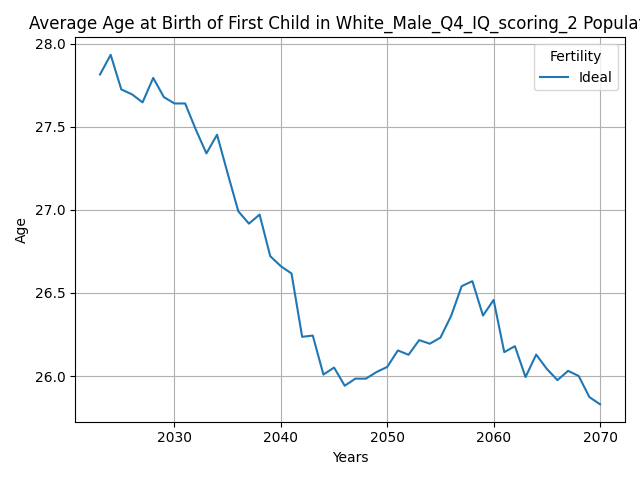 Average Age at Birth of First Child in White_Male_Q4_IQ_scoring_2 Populat
Fertility
Ideal
28.0
27.5
27.0
26.5
26.0
Age
2030 2040 2050 2060 2070
Years